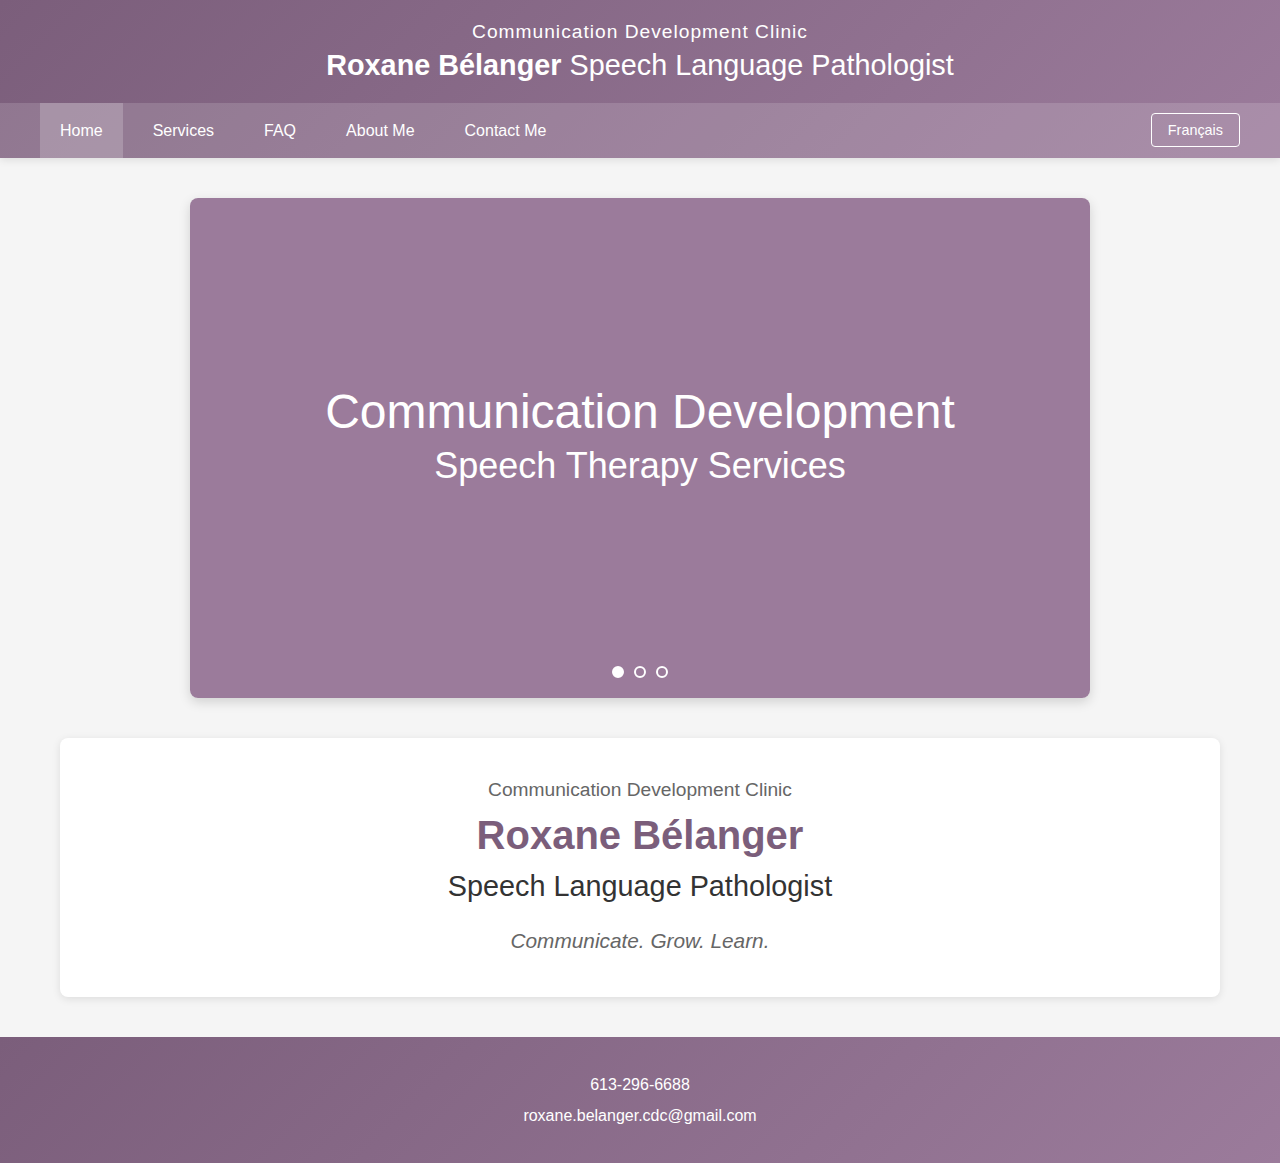 Communication Development Clinic
Roxane Bélanger Speech Language Pathologist
Home Services FAQ About Me Contact Me Français
Communication Development
Speech Therapy Services
Communication Development Clinic
Roxane Bélanger
Speech Language Pathologist
Communicate. Grow. Learn.
613-296-6688
roxane.belanger.cdc@gmail.com